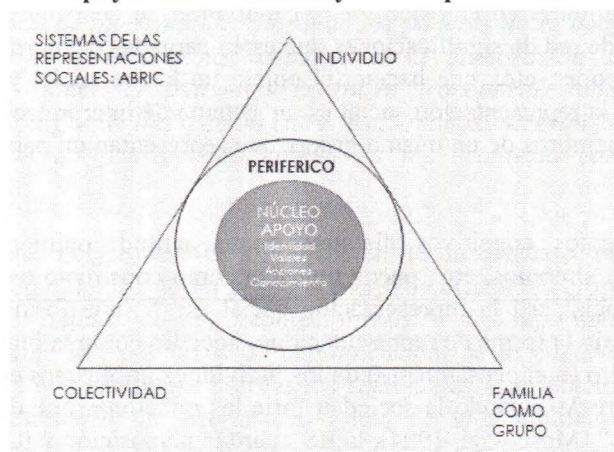 SISTEMAS DE LAS
REPRESENTACIONES
SOCIALES: ABRIC
INDIVIDUO
PERIFERICO
NÚCLEO
APOYO
Identidad
Valores
Acciones
Conocimiento
COLECTIVIDAD
FAMILIA
COMO
GRUPO